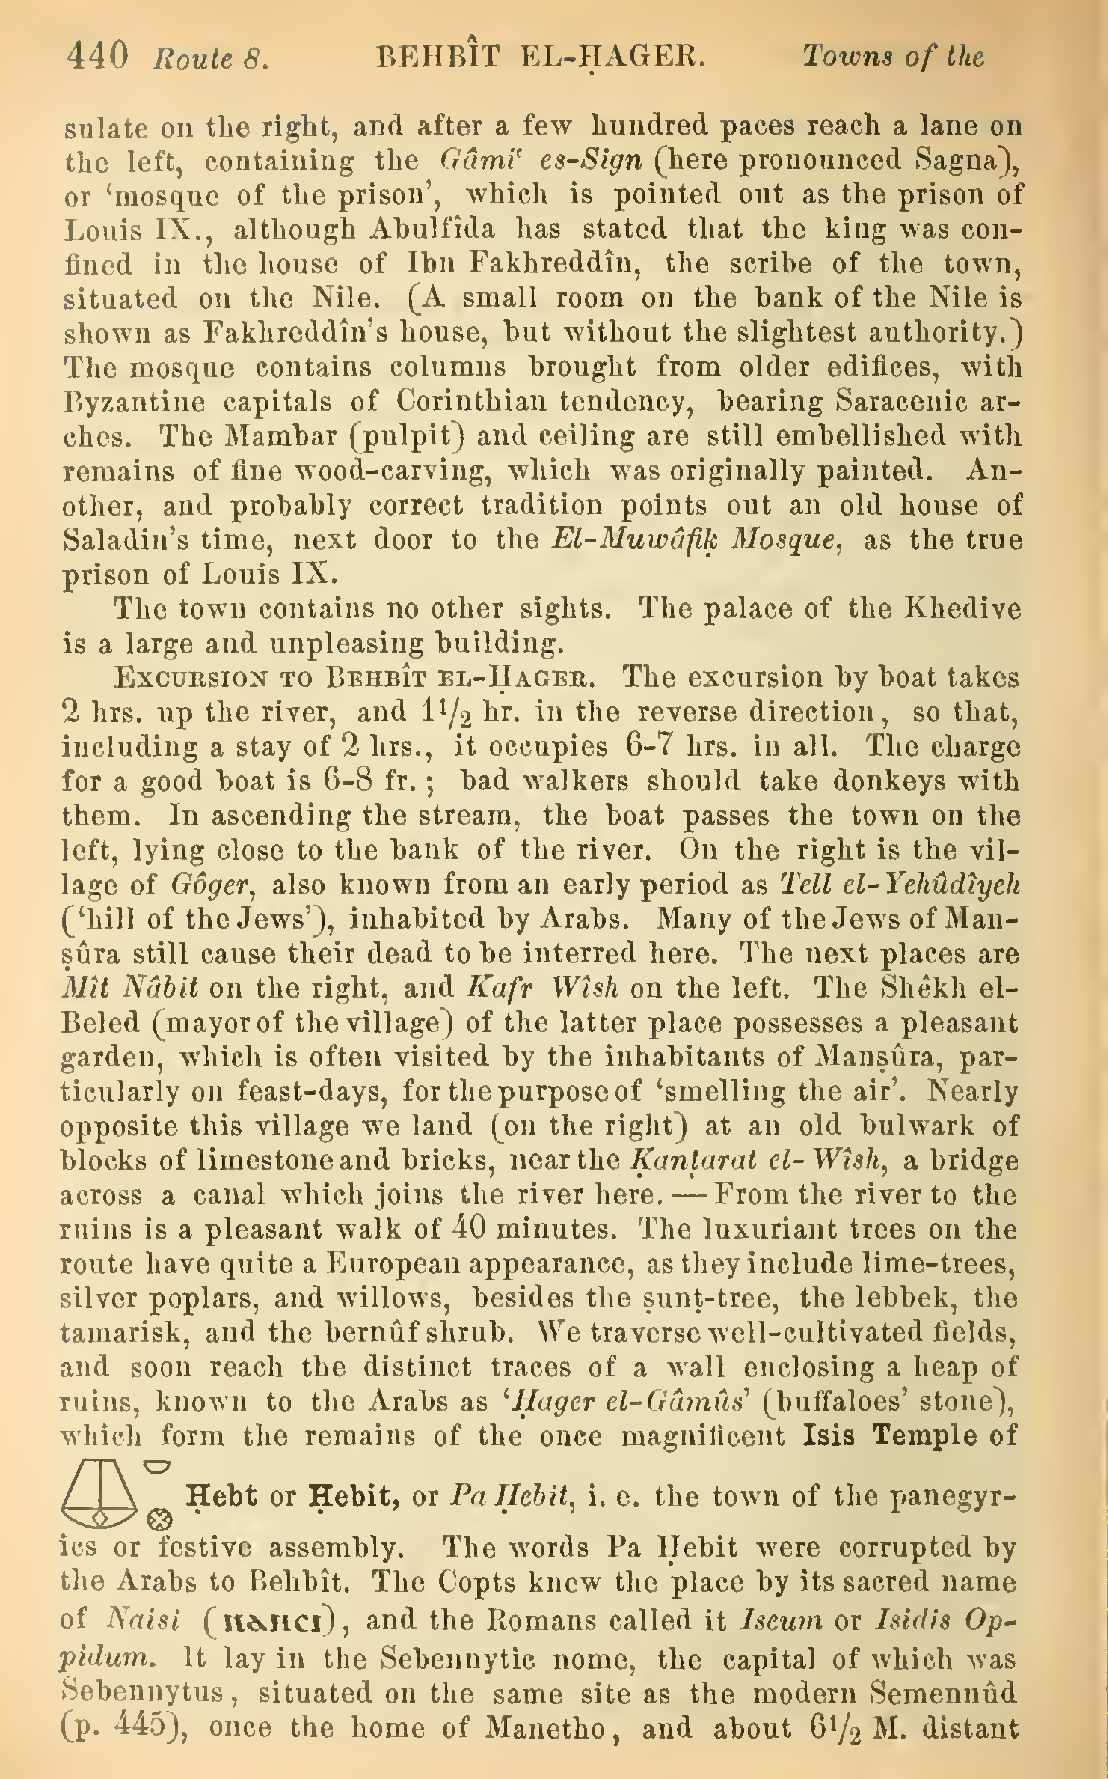 440 Route 8. BEHBÎT EL-ḤAGER. Towns of the
sulate on the right, and after a few hundred paces reach a lane on
the left, containing the Gâmiʿ es-Sign (here pronounced Sagna),
or ‘mosque of the prison’, which is pointed out as the prison of
Louis IX., although Abulfîda has stated that the king was con-
fined in the house of Ibn Fakhreddîn, the scribe of the town,
situated on the Nile. (A small room on the bank of the Nile is
shown as Fakhreddîn’s house, but without the slightest authority.)
The mosque contains columns brought from older edifices, with
Byzantine capitals of Corinthian tendency, bearing Saracenic ar-
ches. The Mambar (pulpit) and ceiling are still embellished with
remains of fine wood-carving, which was originally painted. An-
other, and probably correct tradition points out an old house of
Saladin’s time, next door to the El-Muwâfiḳ Mosque, as the true
prison of Louis IX.
The town contains no other sights. The palace of the Khedive
is a large and unpleasing building.
EXCURSION TO BEHBÎT EL-ḤAGER. The excursion by boat takes
2 hrs. up the river, and 1½ hr. in the reverse direction, so that,
including a stay of 2 hrs., it occupies 6-7 hrs. in all. The charge
for a good boat is 6-8 fr.; bad walkers should take donkeys with
them. In ascending the stream, the boat passes the town on the
left, lying close to the bank of the river. On the right is the vil-
lage of Gôger, also known from an early period as Tell el-Yehûdîyeh
(‘hill of the Jews’), inhabited by Arabs. Many of the Jews of Man-
ṣûra still cause their dead to be interred here. The next places are
Mît Nâbit on the right, and Kafr Wîsh on the left. The Shêkh el-
Beled (mayor of the village) of the latter place possesses a pleasant
garden, which is often visited by the inhabitants of Manṣûra, par-
ticularly on feast-days, for the purpose of ‘smelling the air’. Nearly
opposite this village we land (on the right) at an old bulwark of
blocks of limestone and bricks, near the Ḳanṭarat el-Wîsh, a bridge
across a canal which joins the river here. — From the river to the
ruins is a pleasant walk of 40 minutes. The luxuriant trees on the
route have quite a European appearance, as they include lime-trees,
silver poplars, and willows, besides the ṣunṭ-tree, the lebbek, the
tamarisk, and the bernûf shrub. We traverse well-cultivated fields,
and soon reach the distinct traces of a wall enclosing a heap of
ruins, known to the Arabs as ‘Ḥager el-Gâmûs’ (buffaloes’ stone),
which form the remains of the once magnificent Isis Temple of
Ḥebt or Ḥebit, or Pa Ḥebit, i. e. the town of the panegyr-
ics or festive assembly. The words Pa Ḥebit were corrupted by
the Arabs to Behbît. The Copts knew the place by its sacred name
of Naisi (ⲛⲁⲏⲥⲓ), and the Romans called it Iseum or Isidis Op-
pidum. It lay in the Sebennytic nome, the capital of which was
Sebennytus, situated on the same site as the modern Semennûd
(p. 445), once the home of Manetho, and about 6½ M. distant